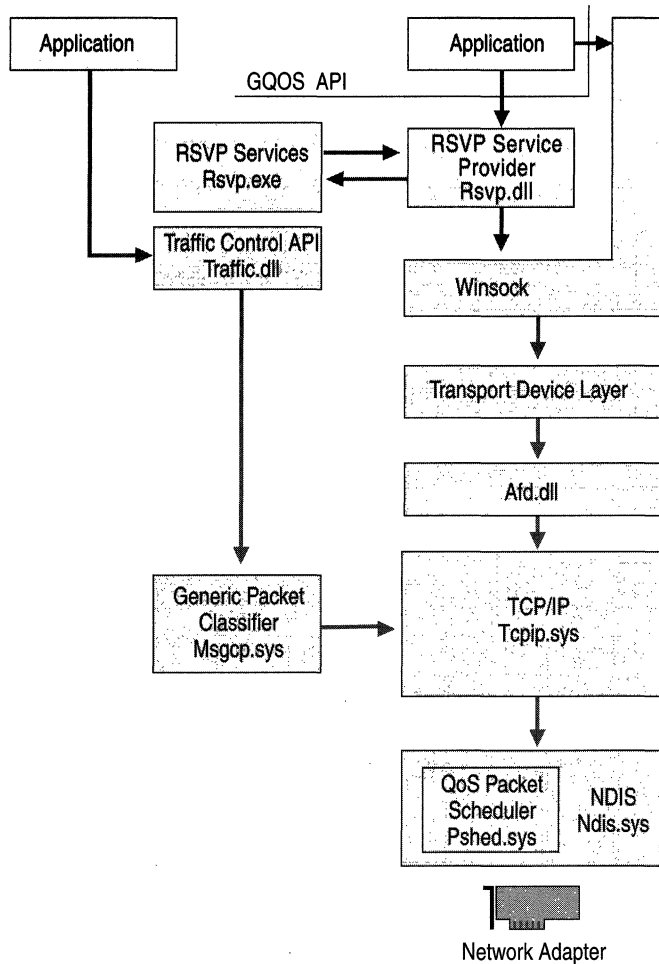 Application
Application
GQOS API
RSVP Services
Rsvp.exe
RSVP Service
Provider
Rsvp.dll
Traffic Control API
Traffic.dll
Winsock
Transport Device Layer
Afd.dll
Generic Packet
Classifier
Msgcp.sys
TCP/IP
Tcpip.sys
QoS Packet
Scheduler
Pshed.sys
NDIS
Ndis.sys
Network Adapter